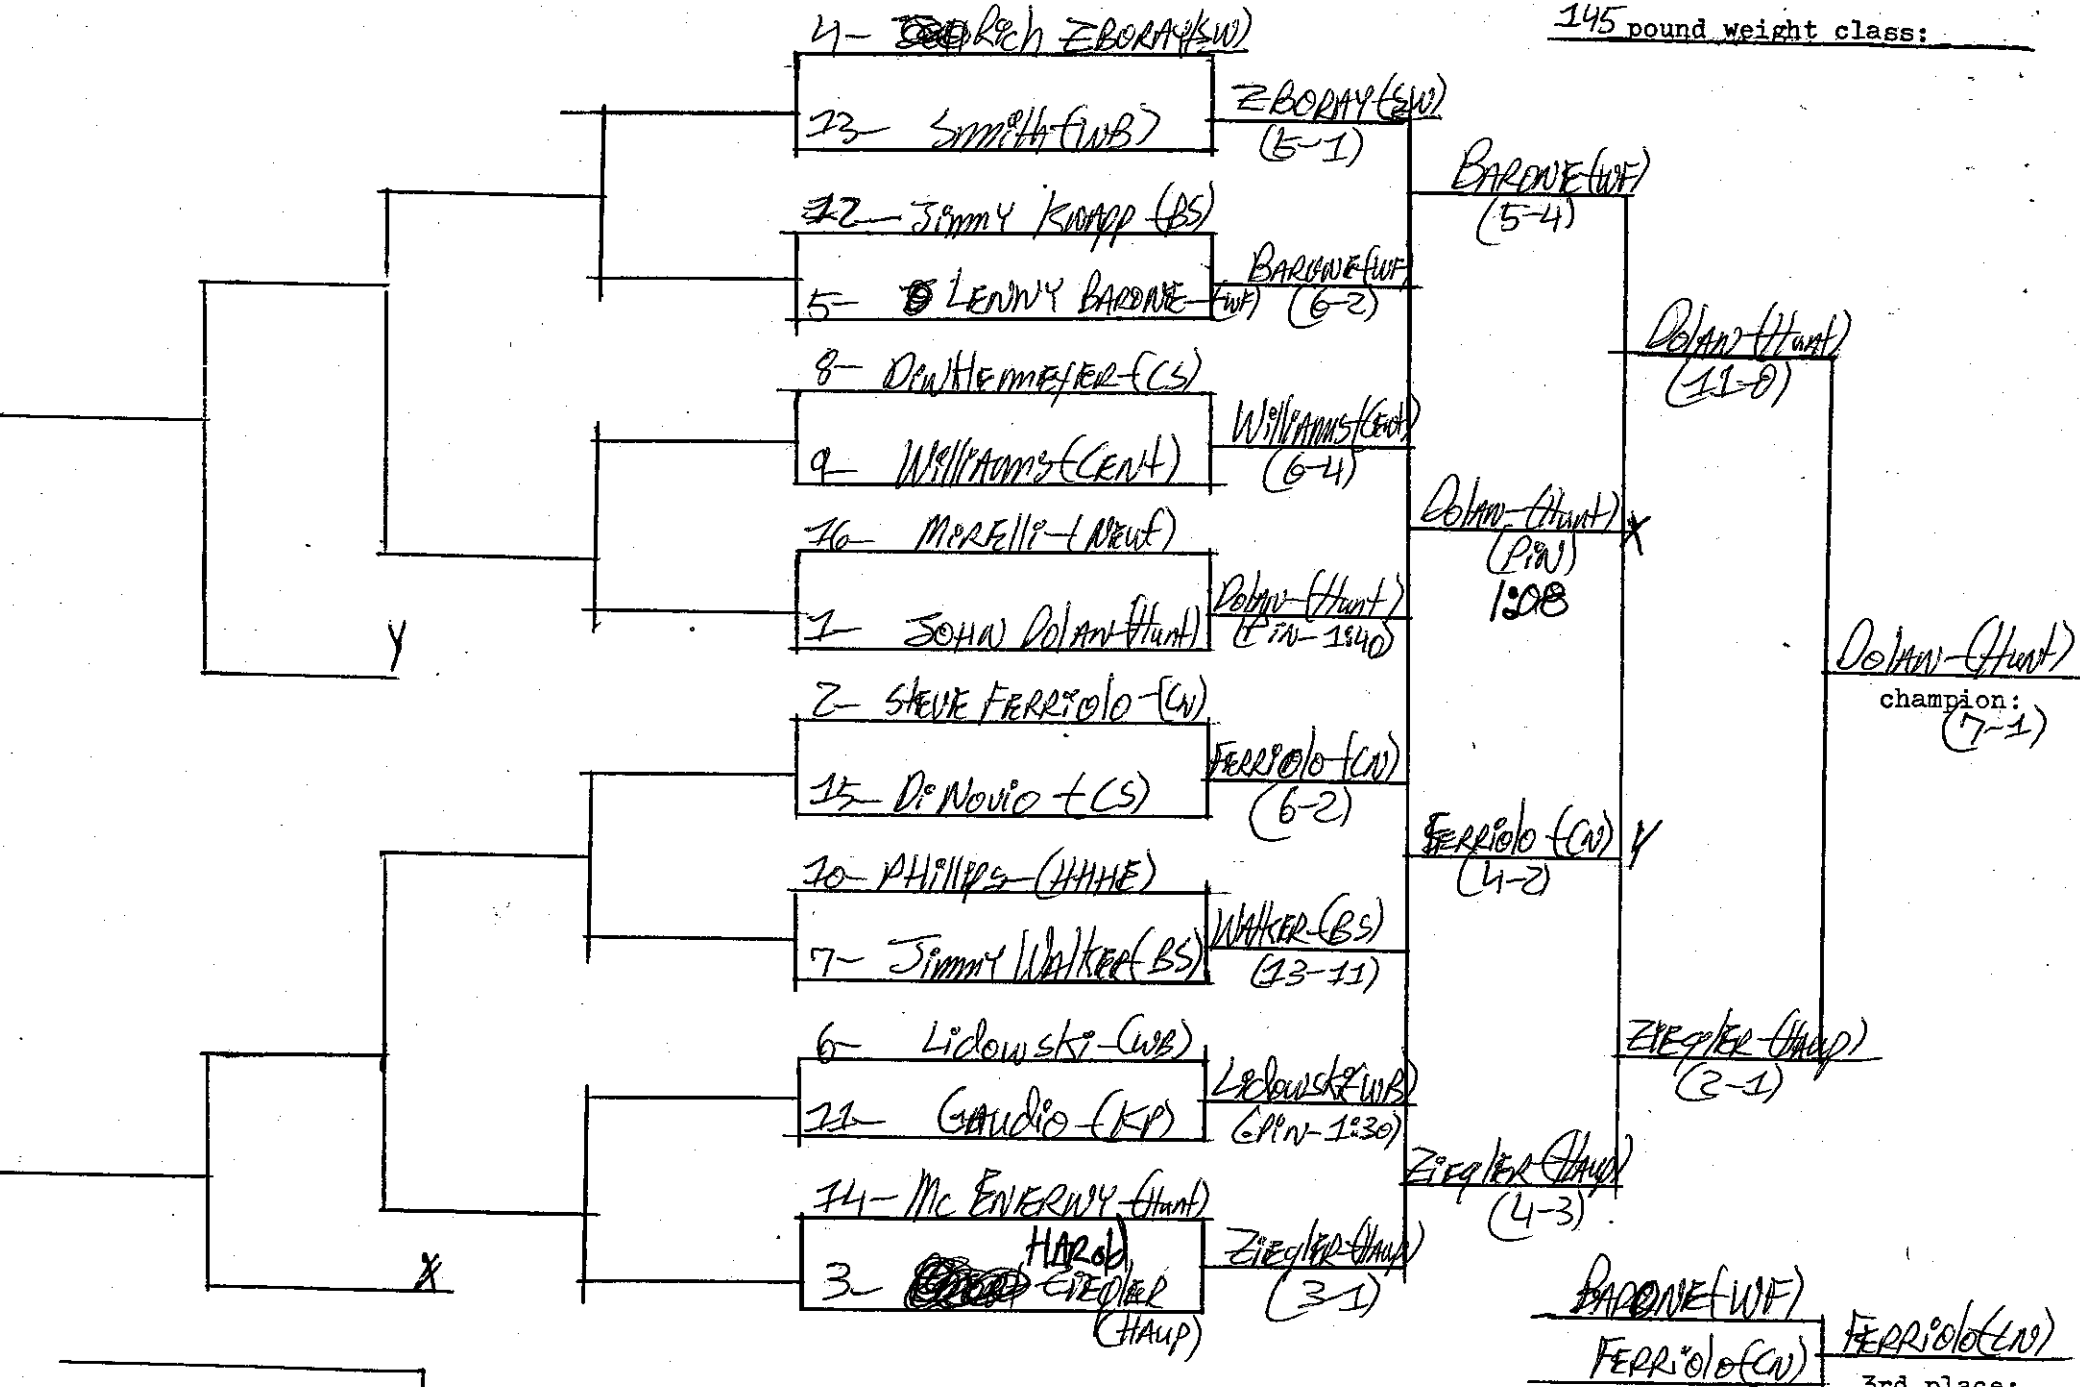 145 pound weight class:
4- Rich ZBORAY(SW)
13- Smith-(WB)
12- Jimmy Knapp-(BS)
5- LENNY BARONE-(WF)
8- (CS)
9- Williams-(CENt)
16- MiRElli-(NEWf)
1- JOHN DOlAN-(Hunt)
2- StEVE FERRiOlO-(CN)
15- Di Novio-(CS)
10- PHillips-(HHHE)
7- Jimmy WAlkER(BS)
6- Lidowski-(WB)
11- GAUdio-(KP)
14- Mc ENERNY-(Hunt)
HARold
3- ZiEglER
(HAup)
ZBORAY-(SW)
(5-1)
BARONE-(WF)
(6-2)
WilliAms-(CEnt)
(6-4)
DOlAN-(Hunt)
(PiN-1:40)
FERRiolo-(CN)
(6-2)
WAlKER-(BS)
(13-11)
Lidowski(WB)
(PiN-1:30)
ZiEglER-(HAup)
(3-1)
BARONE-(WF)
(5-4)
DolAN-(Hunt) X
(PiN)
1:08
FERRiolo-(CN) Y
(4-2)
ZiEglER-(HAup)
(4-3)
DolAN-(Hunt)
(11-0)
ZiEglER-(HAup)
(2-1)
DolAN-(Hunt)
champion:
(7-1)
Y
X
BARONE-(WF)
FERRiolo-(CN)
FERRiolo-(CN)
3rd place: